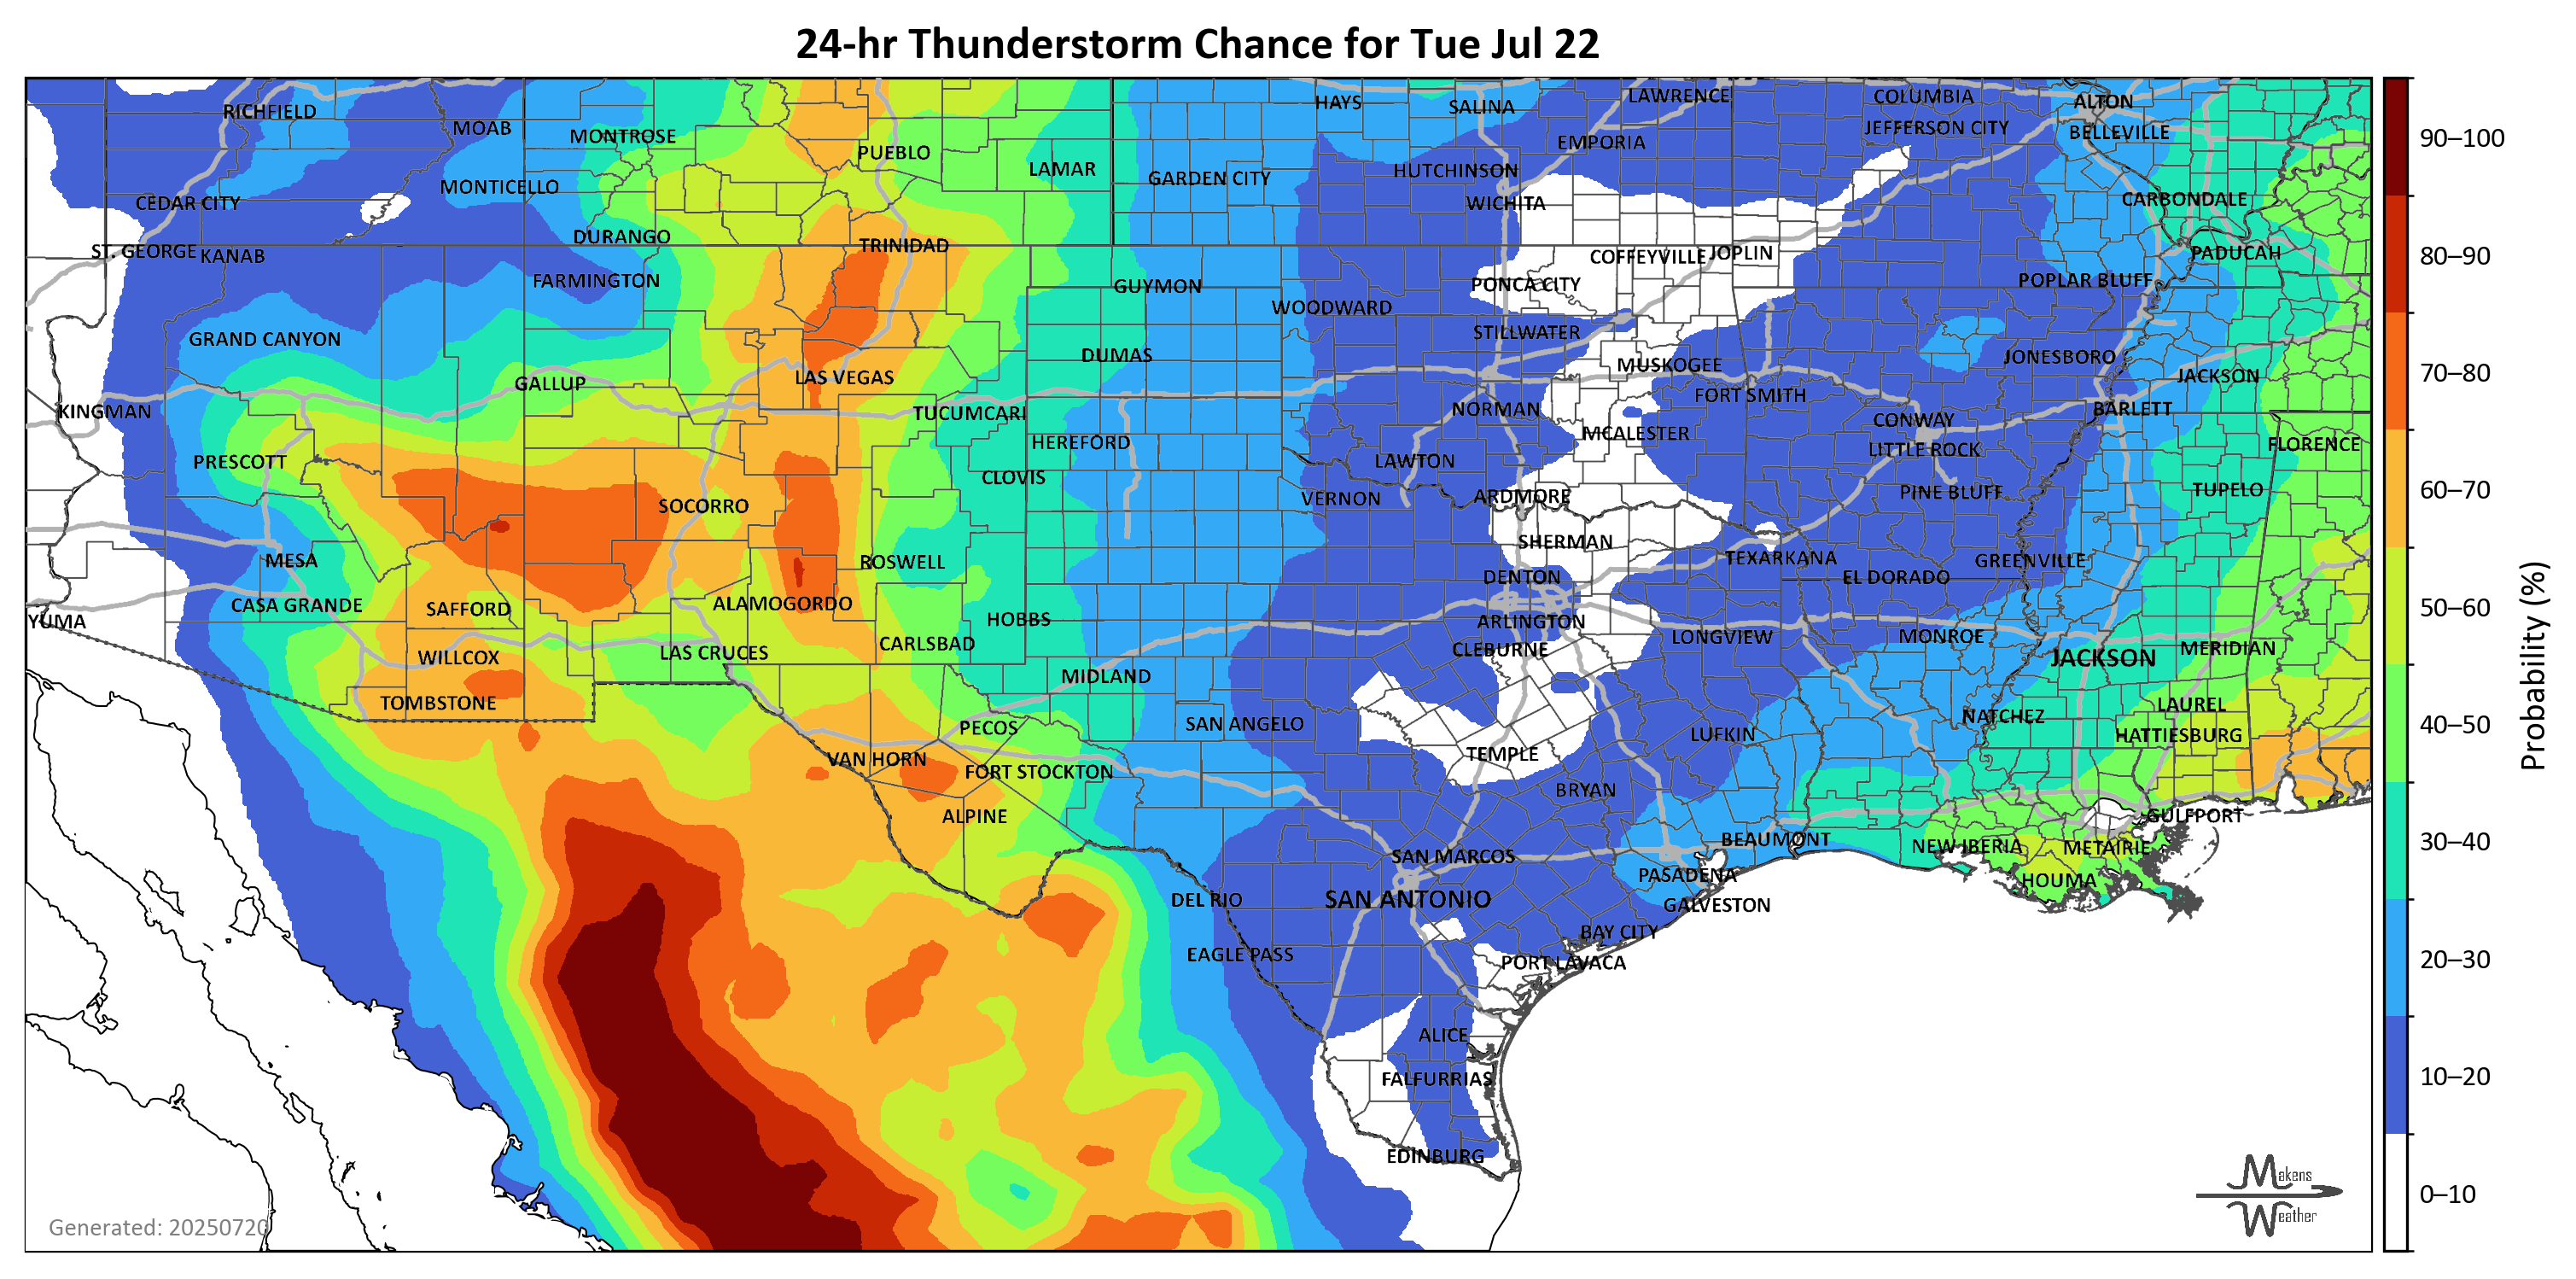 24-hr Thunderstorm Chance for Tue Jul 22
RICHFIELD
MOAB
MONTROSE
PUEBLO
LAMAR
HAYS
SALINA
LAWRENCE
COLUMBIA
ALTON
JEFFERSON CITY
BELLEVILLE
EMPORIA
HUTCHINSON
GARDEN CITY
MONTICELLO
CEDAR CITY
WICHITA
CARBONDALE
DURANGO
TRINIDAD
ST. GEORGE
KANAB
COFFEYVILLE
JOPLIN
PADUCAH
FARMINGTON
GUYMON
PONCA CITY
POPLAR BLUFF
WOODWARD
GRAND CANYON
STILLWATER
DUMAS
JONESBORO
MUSKOGEE
GALLUP
LAS VEGAS
JACKSON
FORT SMITH
KINGMAN
TUCUMCARI
NORMAN
BARLETT
CONWAY
HEREFORD
MCALESTER
LITTLE ROCK
FLORENCE
PRESCOTT
LAWTON
CLOVIS
SOCORRO
VERNON
ARDMORE
PINE BLUFF
TUPELO
SHERMAN
MESA
ROSWELL
TEXARKANA
GREENVILLE
DENTON
EL DORADO
CASA GRANDE
SAFFORD
ALAMOGORDO
YUMA
HOBBS
ARLINGTON
LONGVIEW
MONROE
CARLSBAD
CLEBURNE
WILLCOX
LAS CRUCES
JACKSON
MERIDIAN
MIDLAND
TOMBSTONE
PECOS
SAN ANGELO
NATCHEZ
LAUREL
LUFKIN
HATTIESBURG
VAN HORN
TEMPLE
FORT STOCKTON
BRYAN
ALPINE
GULFPORT
BEAUMONT
NEW IBERIA
METAIRIE
SAN MARCOS
PASADENA
HOUMA
DEL RIO
SAN ANTONIO
GALVESTON
BAY CITY
EAGLE PASS
PORT LAVACA
ALICE
FALFURRIAS
EDINBURG
Generated: 20250720
Makens
Weather
90–100
80–90
70–80
60–70
50–60
40–50
30–40
20–30
10–20
0–10
Probability (%)